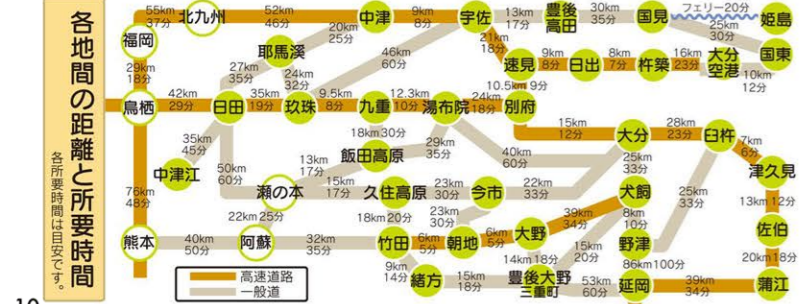 各地間の距離と所要時間
各所要時間は目安です。
55km
37分
北九州
52km
46分
中津
9km
8分
宇佐
13km
17分
豊後
高田
30km
35分
国見
フェリー20分
姫島
福岡
20km
25分
耶馬溪
46km
60分
21km
18分
25km
30分
29km
18分
27km
35分
24km
32分
速見
9km
8分
日出
8km
7分
杵築
16km
23分
大分
空港
国東
10km
12分
鳥栖
42km
29分
日田
35km
19分
玖珠
9.5km
8分
九重
12.3km
10分
湯布院
24km
18分
10.5km 9分
別府
18km30分
飯田高原
29km
35分
40km
60分
15km
12分
大分
28km
23分
臼杵
7km
6分
津久見
35km
45分
中津江
50km
60分
13km
17分
25km
33分
76km
48分
瀬の本
15km
17分
久住高原
23km
30分
今市
22km
33分
犬飼
25km
33分
13km 12分
22km 25分
18km20分
23km
30分
39km
34分
8km
10分
佐伯
熊本
40km
50分
阿蘇
32km
35分
竹田
6km
5分
朝地
6km
5分
大野
15km
20分
野津
20km18分
9km
14分
緒方
15km
18分
14km 18分
豊後大野
三重町
53km
60分
86km100分
延岡
39km
34分
蒲江
高速道路
一般道
10